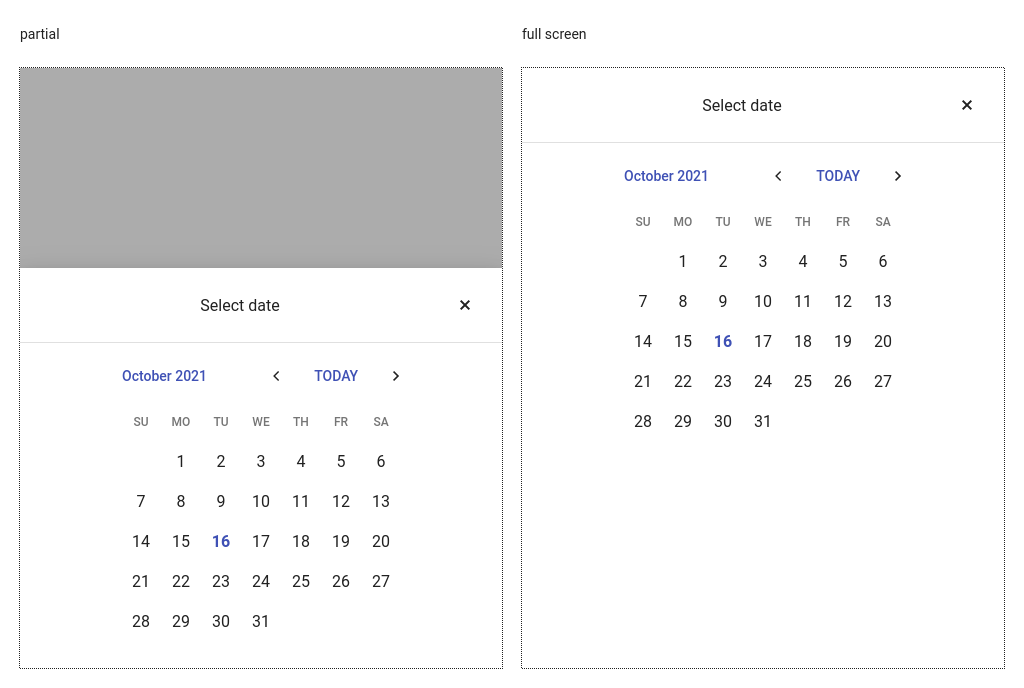 partial
Select date ×
October 2021 < TODAY >
SU MO TU WE TH FR SA
1 2 3 4 5 6
7 8 9 10 11 12 13
14 15 16 17 18 19 20
21 22 23 24 25 26 27
28 29 30 31
full screen
Select date ×
October 2021 < TODAY >
SU MO TU WE TH FR SA
1 2 3 4 5 6
7 8 9 10 11 12 13
14 15 16 17 18 19 20
21 22 23 24 25 26 27
28 29 30 31